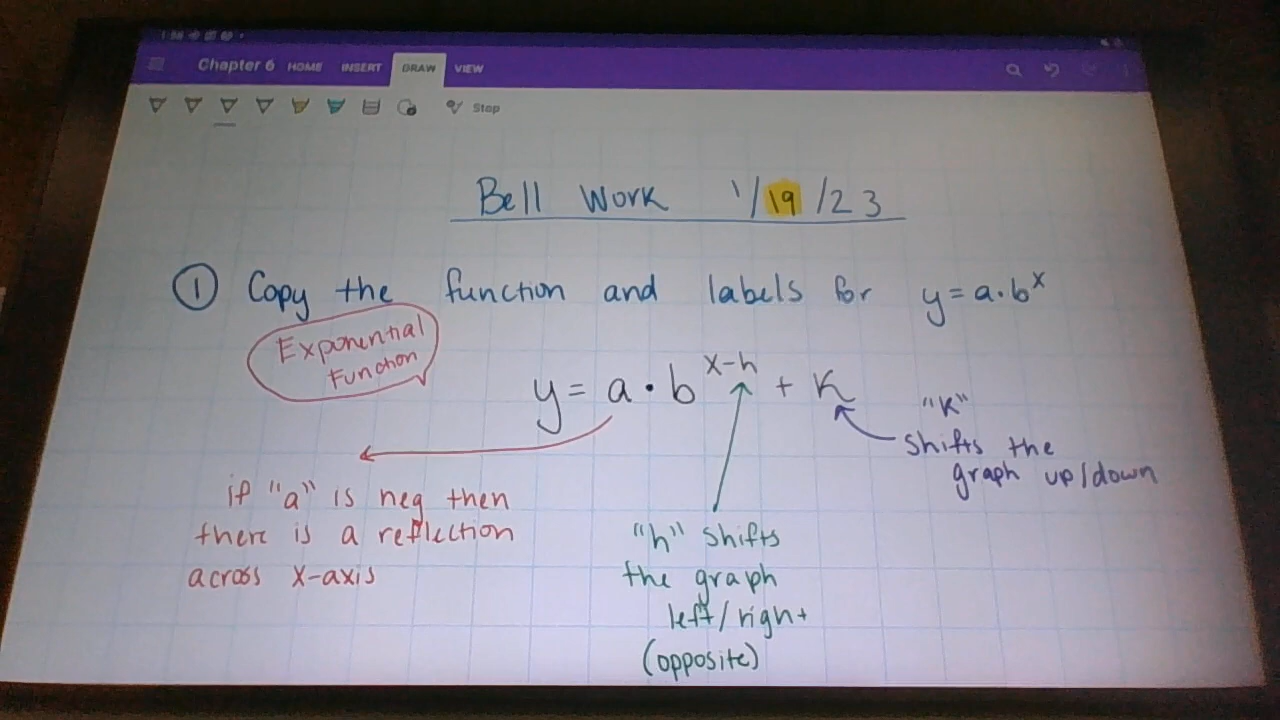 Chapter 6 HOME INSERT DRAW VIEW
Stop
Bell Work 1/19/23
① Copy the function and labels for y = a·bˣ
Exponential
Function
y = a · b^(x-h) + K
"K"
shifts the
graph up/down
if "a" is neg then
there is a reflection
across x-axis
"h" shifts
the graph
left/right
(opposite)